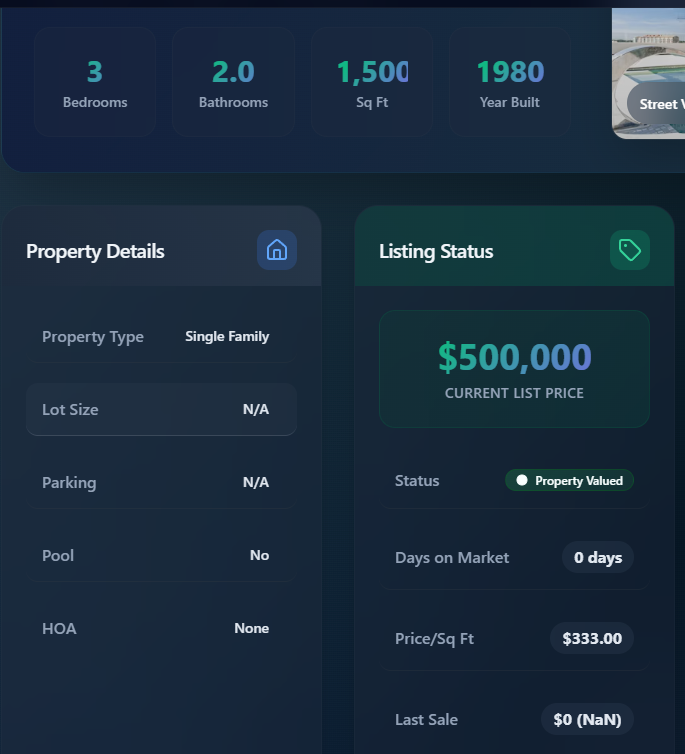 3
Bedrooms
2.0
Bathrooms
1,500
Sq Ft
1980
Year Built
Street
Property Details
Property Type Single Family
Lot Size N/A
Parking N/A
Pool No
HOA None
Listing Status
$500,000
CURRENT LIST PRICE
Status Property Valued
Days on Market 0 days
Price/Sq Ft $333.00
Last Sale $0 (NaN)